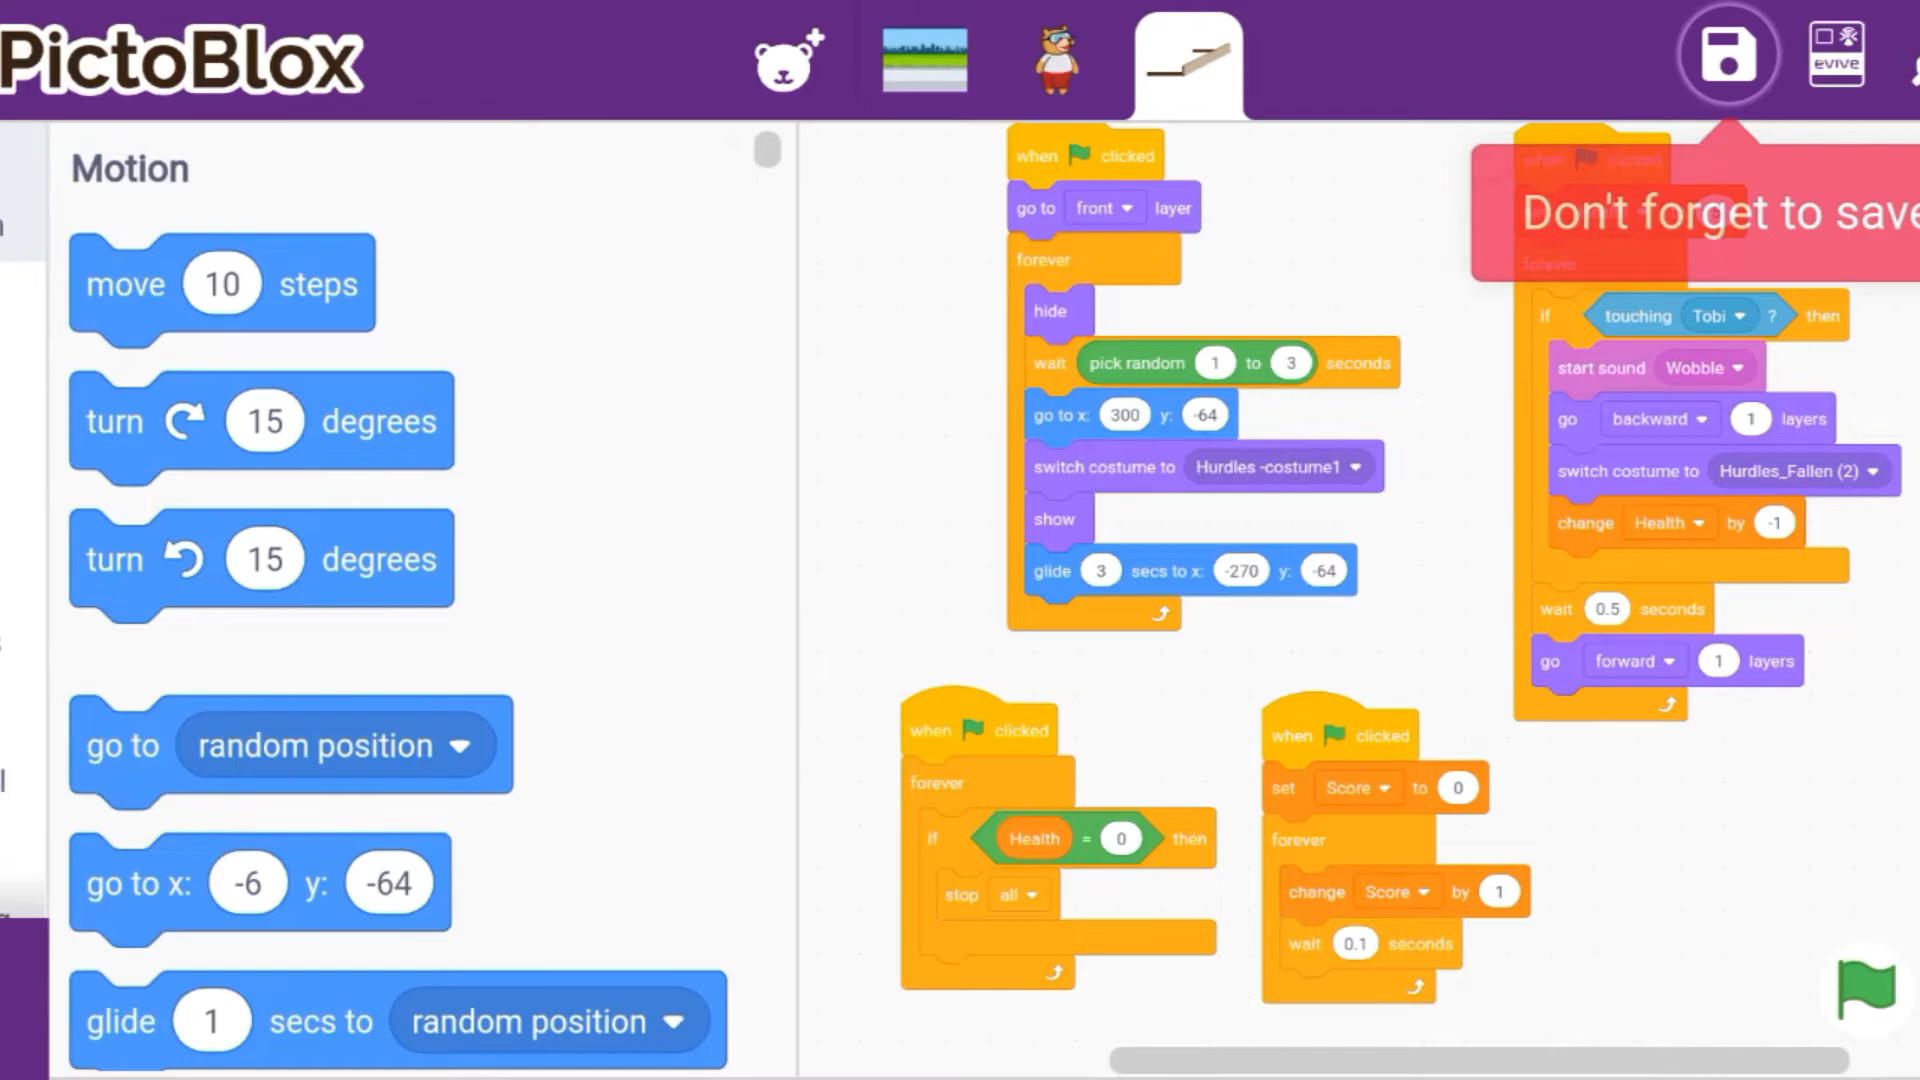 PictoBlox
evive
Don't forget to save
Motion
move 10 steps
turn 15 degrees
turn 15 degrees
go to random position
go to x: -6 y: -64
glide 1 secs to random position
when clicked
go to front layer
forever
hide
wait pick random 1 to 3 seconds
go to x: 300 y: -64
switch costume to Hurdles -costume1
show
glide 3 secs to x: -270 y: -64
when clicked
forever
if touching Tobi ? then
start sound Wobble
go backward 1 layers
switch costume to Hurdles_Fallen (2)
change Health by -1
wait 0.5 seconds
go forward 1 layers
when clicked
forever
if Health = 0 then
stop all
when clicked
set Score to 0
forever
change Score by 1
wait 0.1 seconds